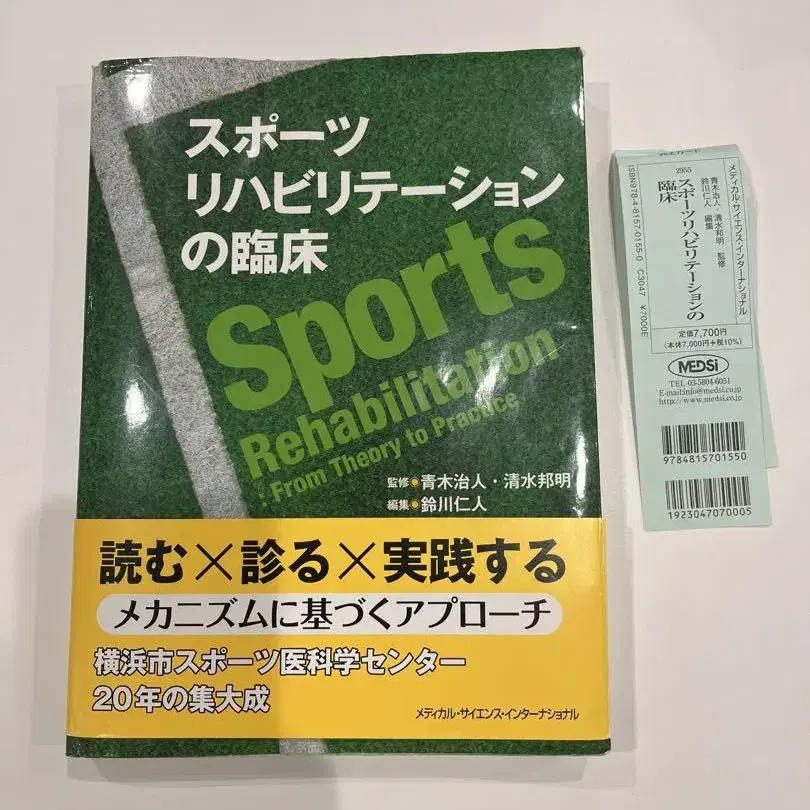 スポーツ
リハビリテーション
の臨床
Sports
Rehabilitation
: From Theory to Practice
監修●青木治人・清水邦明
編集●鈴川仁人
読む×診る×実践する
メカニズムに基づくアプローチ
横浜市スポーツ医科学センター
20年の集大成
メディカル・サイエンス・インターナショナル
メディカル・サイエンス・インターナショナル
2955
青木治人・清水邦明 監修
鈴川仁人 編集
スポーツリハビリテーションの
臨床
ISBN978-4-8157-0155-0 C3047 ¥7000E
定価7,700円
(本体7,000円+税10%)
MEDSi
TEL 03-5804-6051
E-mail:info@medsi.co.jp
http://www.medsi.co.jp
9784815701550
1923047070005